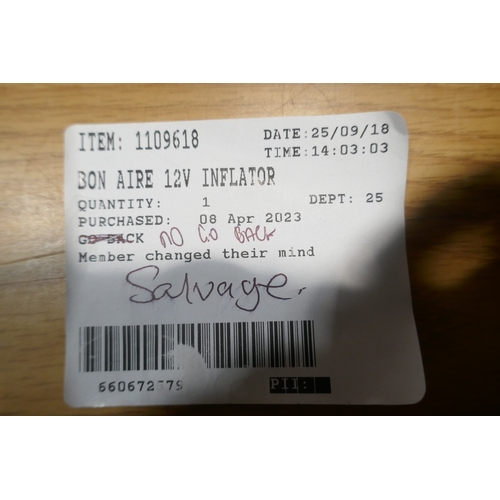 ITEM: 1109618 DATE:25/09/18
TIME:14:03:03
BON AIRE 12V INFLATOR
QUANTITY: 1 DEPT: 25
PURCHASED: 08 Apr 2023
GO BACK NO GO BACK
Member changed their mind
Salvage.
PII: